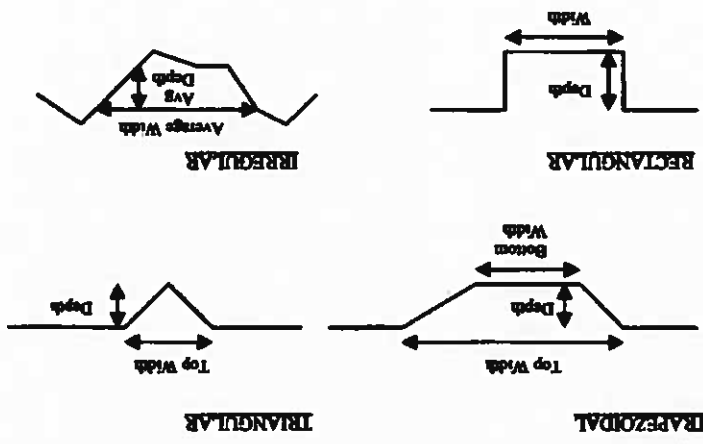 TRAPEZOIDAL
Top Width
Depth
Bottom
Width
TRIANGULAR
Top Width
Depth
RECTANGULAR
Depth
Width
IRREGULAR
Average Width
Avg
Depth